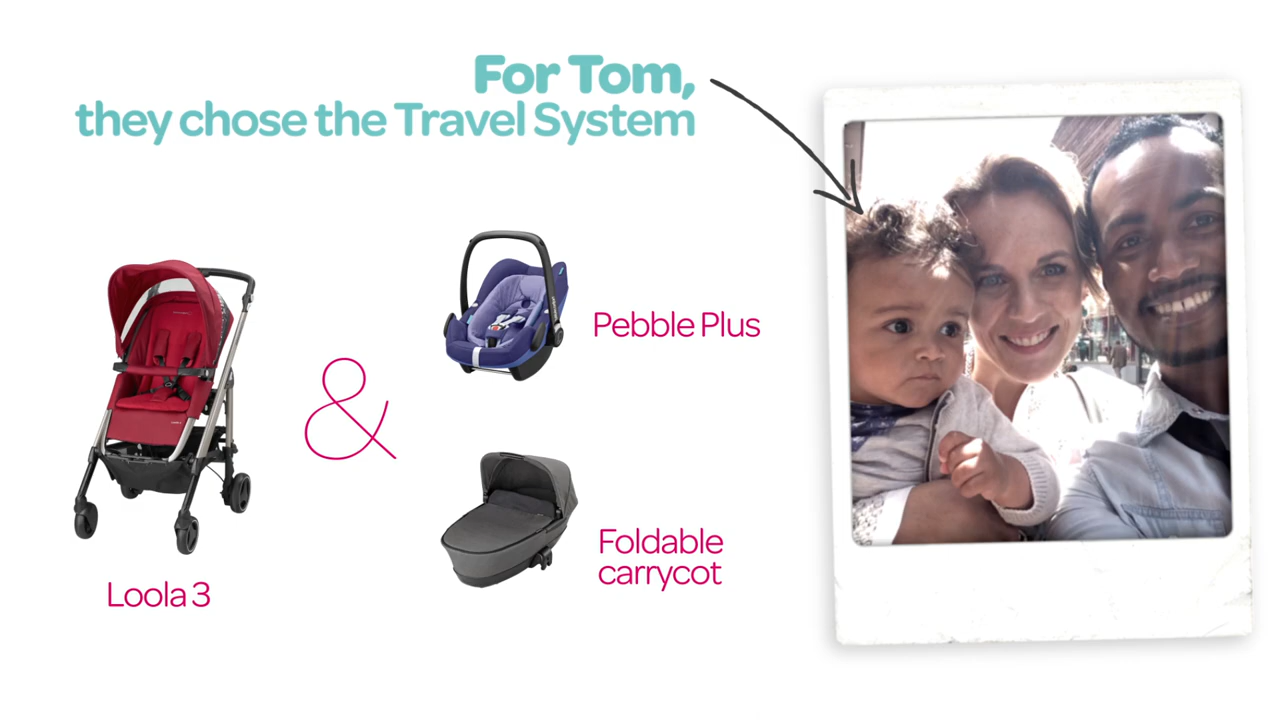 For Tom,
they chose the Travel System
Pebble Plus
&
Foldable
carrycot
Loola 3